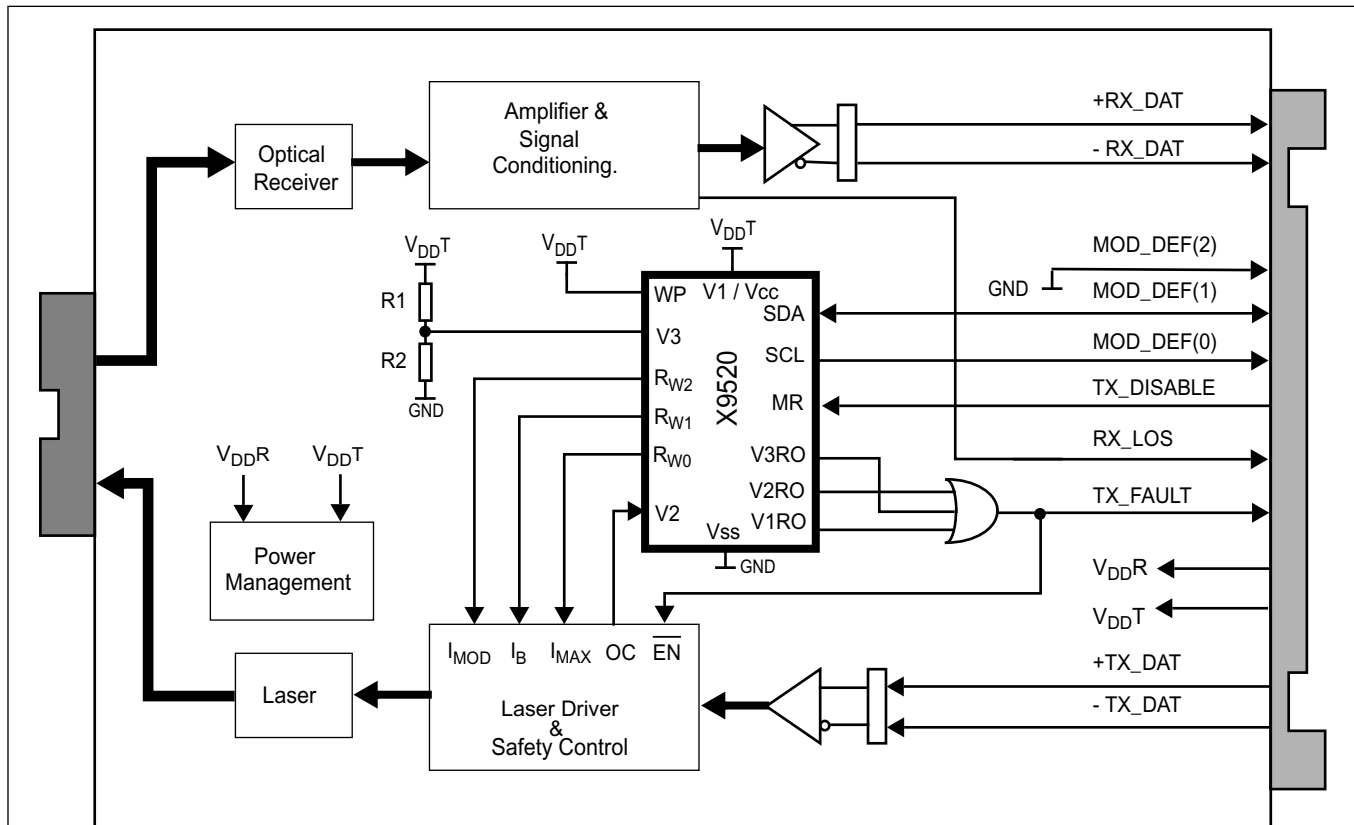 Amplifier &
Signal
Conditioning.
Optical
Receiver
+RX_DAT
- RX_DAT
VDDT
VDDT
VDDT
R1
R2
GND
WP
V1 / Vcc
SDA
V3
SCL
RW2
RW1
RW0
MR
V3RO
V2RO
V1RO
V2
Vss
X9520
GND
MOD_DEF(2)
GND
MOD_DEF(1)
MOD_DEF(0)
TX_DISABLE
RX_LOS
TX_FAULT
VDDR
VDDT
VDDR
VDDT
Power
Management
IMOD
IB
IMAX
OC
EN
Laser Driver
&
Safety Control
Laser
+TX_DAT
- TX_DAT